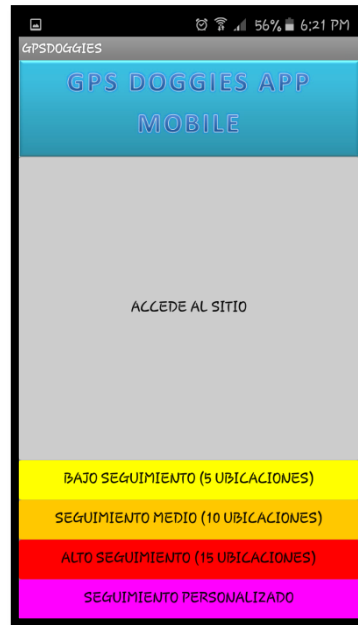 56% 6:21 PM
GPSDOGGIES
GPS DOGGIES APP
MOBILE
ACCEDE AL SITIO
BAJO SEGUIMIENTO (5 UBICACIONES)
SEGUIMIENTO MEDIO (10 UBICACIONES)
ALTO SEGUIMIENTO (15 UBICACIONES)
SEGUIMIENTO PERSONALIZADO